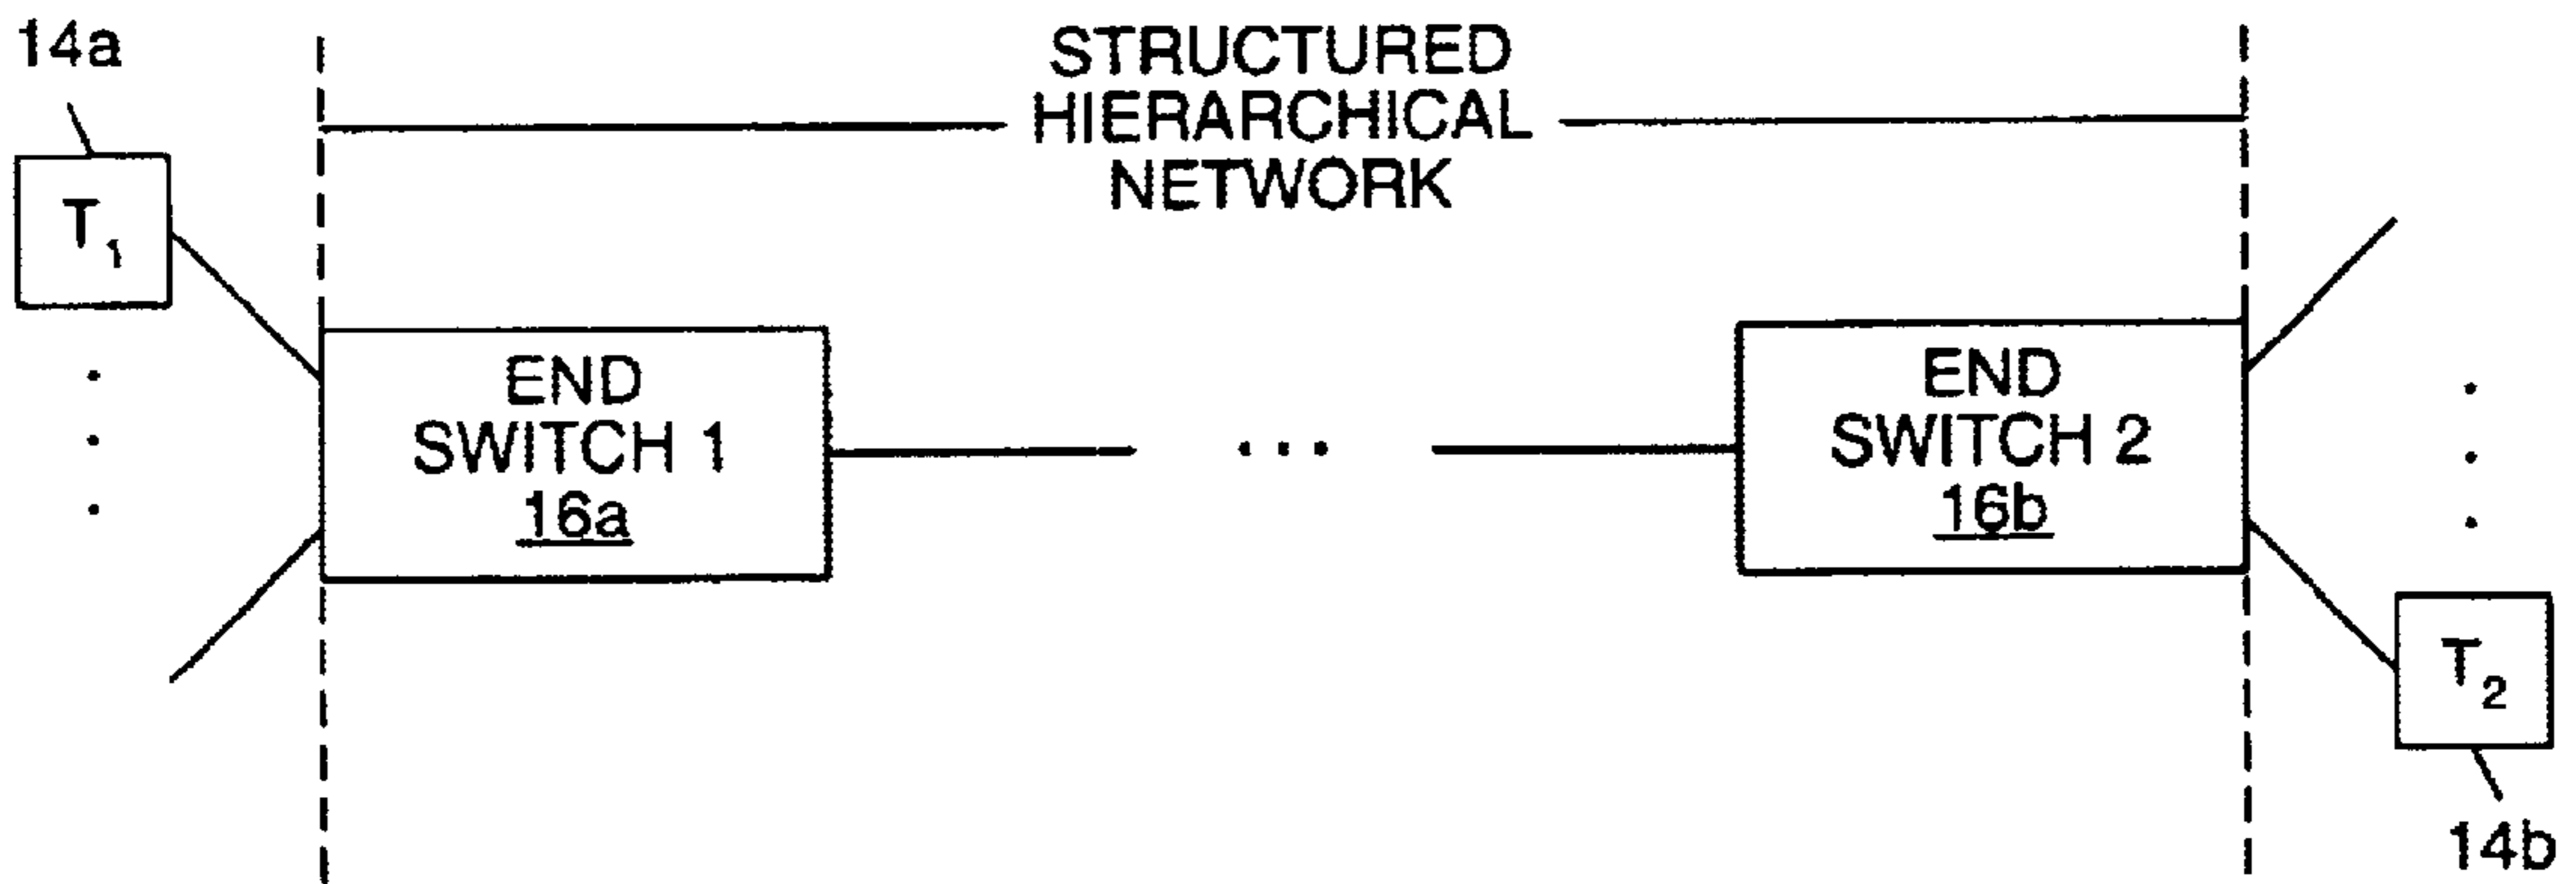 14a
STRUCTURED
HIERARCHICAL
NETWORK
T₁
END
SWITCH 1
16a
. . .
END
SWITCH 2
16b
T₂
14b